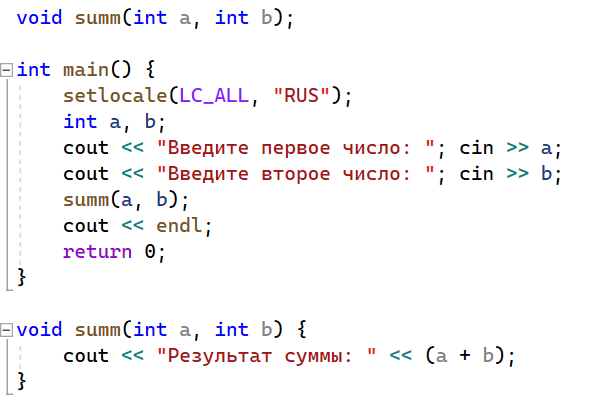 void summ(int a, int b);
int main() {
setlocale(LC_ALL, "RUS");
int a, b;
cout << "Введите первое число: "; cin >> a;
cout << "Введите второе число: "; cin >> b;
summ(a, b);
cout << endl;
return 0;
}
void summ(int a, int b) {
cout << "Результат суммы: " << (a + b);
}